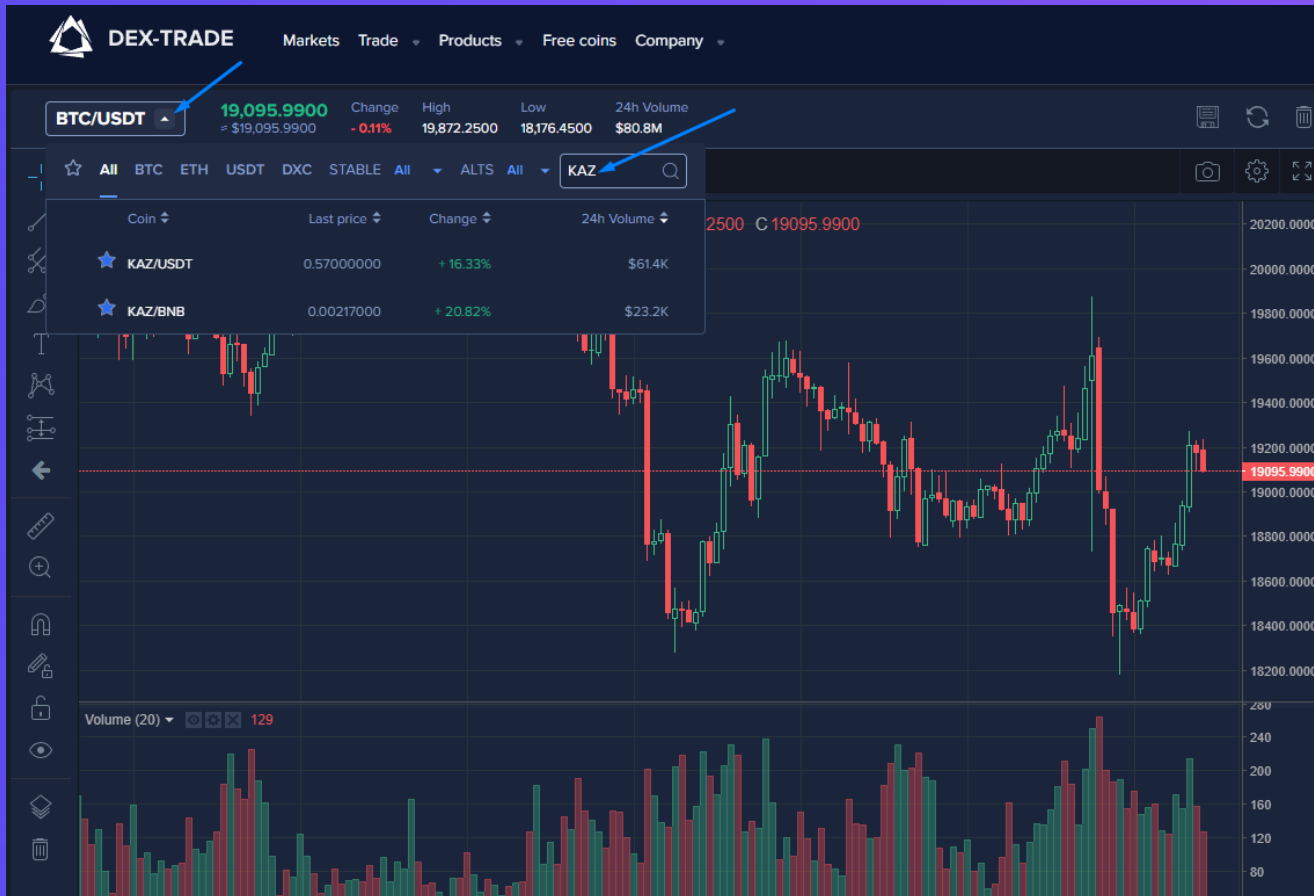 DEX-TRADE Markets Trade Products Free coins Company
BTC/USDT 19,095.9900 Change High Low 24h Volume
≈ $19,095.9900 - 0.11% 19,872.2500 18,176.4500 $80.8M
All BTC ETH USDT DXC STABLE All ALTS All KAZ
Coin Last price Change 24h Volume
2500 C 19095.9900
KAZ/USDT 0.57000000 + 16.33% $61.4K
KAZ/BNB 0.00217000 + 20.82% $23.2K
20200.0000
20000.0000
19800.0000
19600.0000
19400.0000
19200.0000
19095.9900
19000.0000
18800.0000
18600.0000
18400.0000
18200.0000
Volume (20) 129
280
240
200
160
120
80